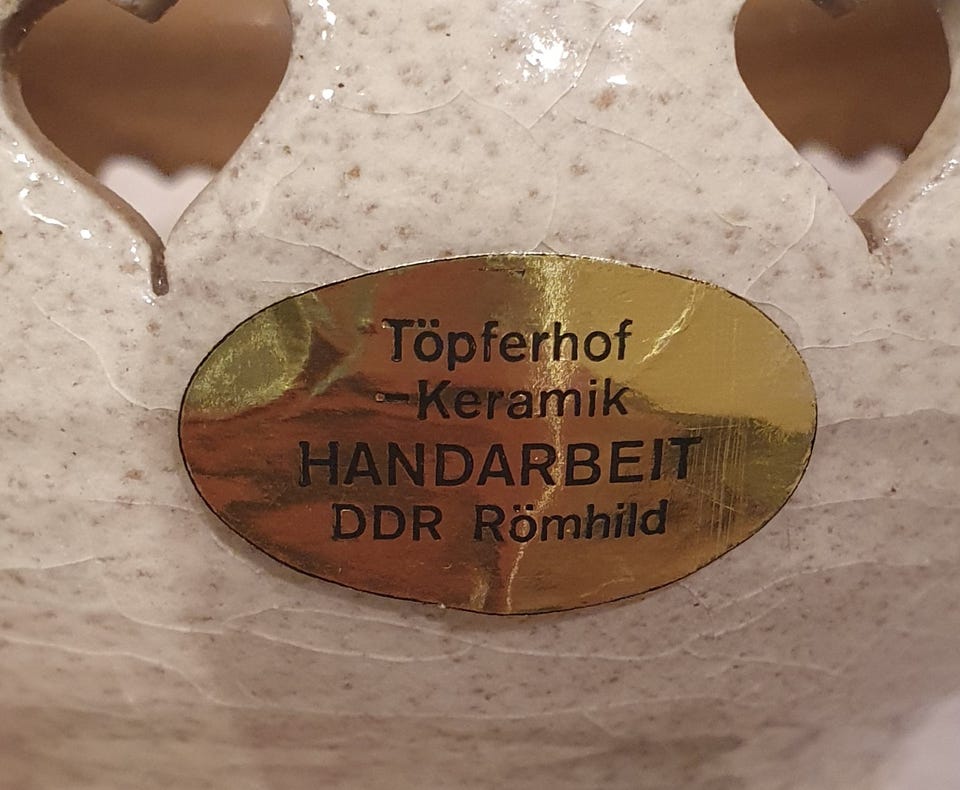 Töpferhof
-Keramik
HANDARBEIT
DDR Römhild